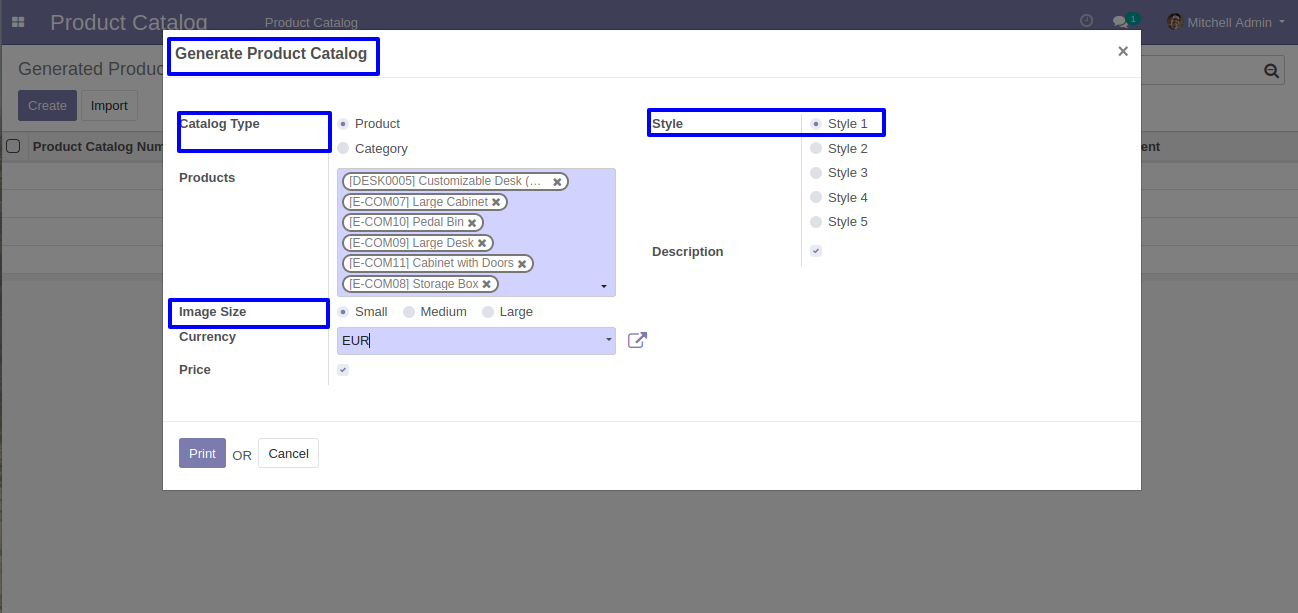 Product Catalog
Product Catalog
1
Mitchell Admin
Generated Produc
Create
Import
Product Catalog Num
ent
Generate Product Catalog
×
Catalog Type
Product
Category
Products
[DESK0005] Customizable Desk (...
[E-COM07] Large Cabinet
[E-COM10] Pedal Bin
[E-COM09] Large Desk
[E-COM11] Cabinet with Doors
[E-COM08] Storage Box
Image Size
Small Medium Large
Currency
EUR
Price
Style
Style 1
Style 2
Style 3
Style 4
Style 5
Description
Print OR Cancel